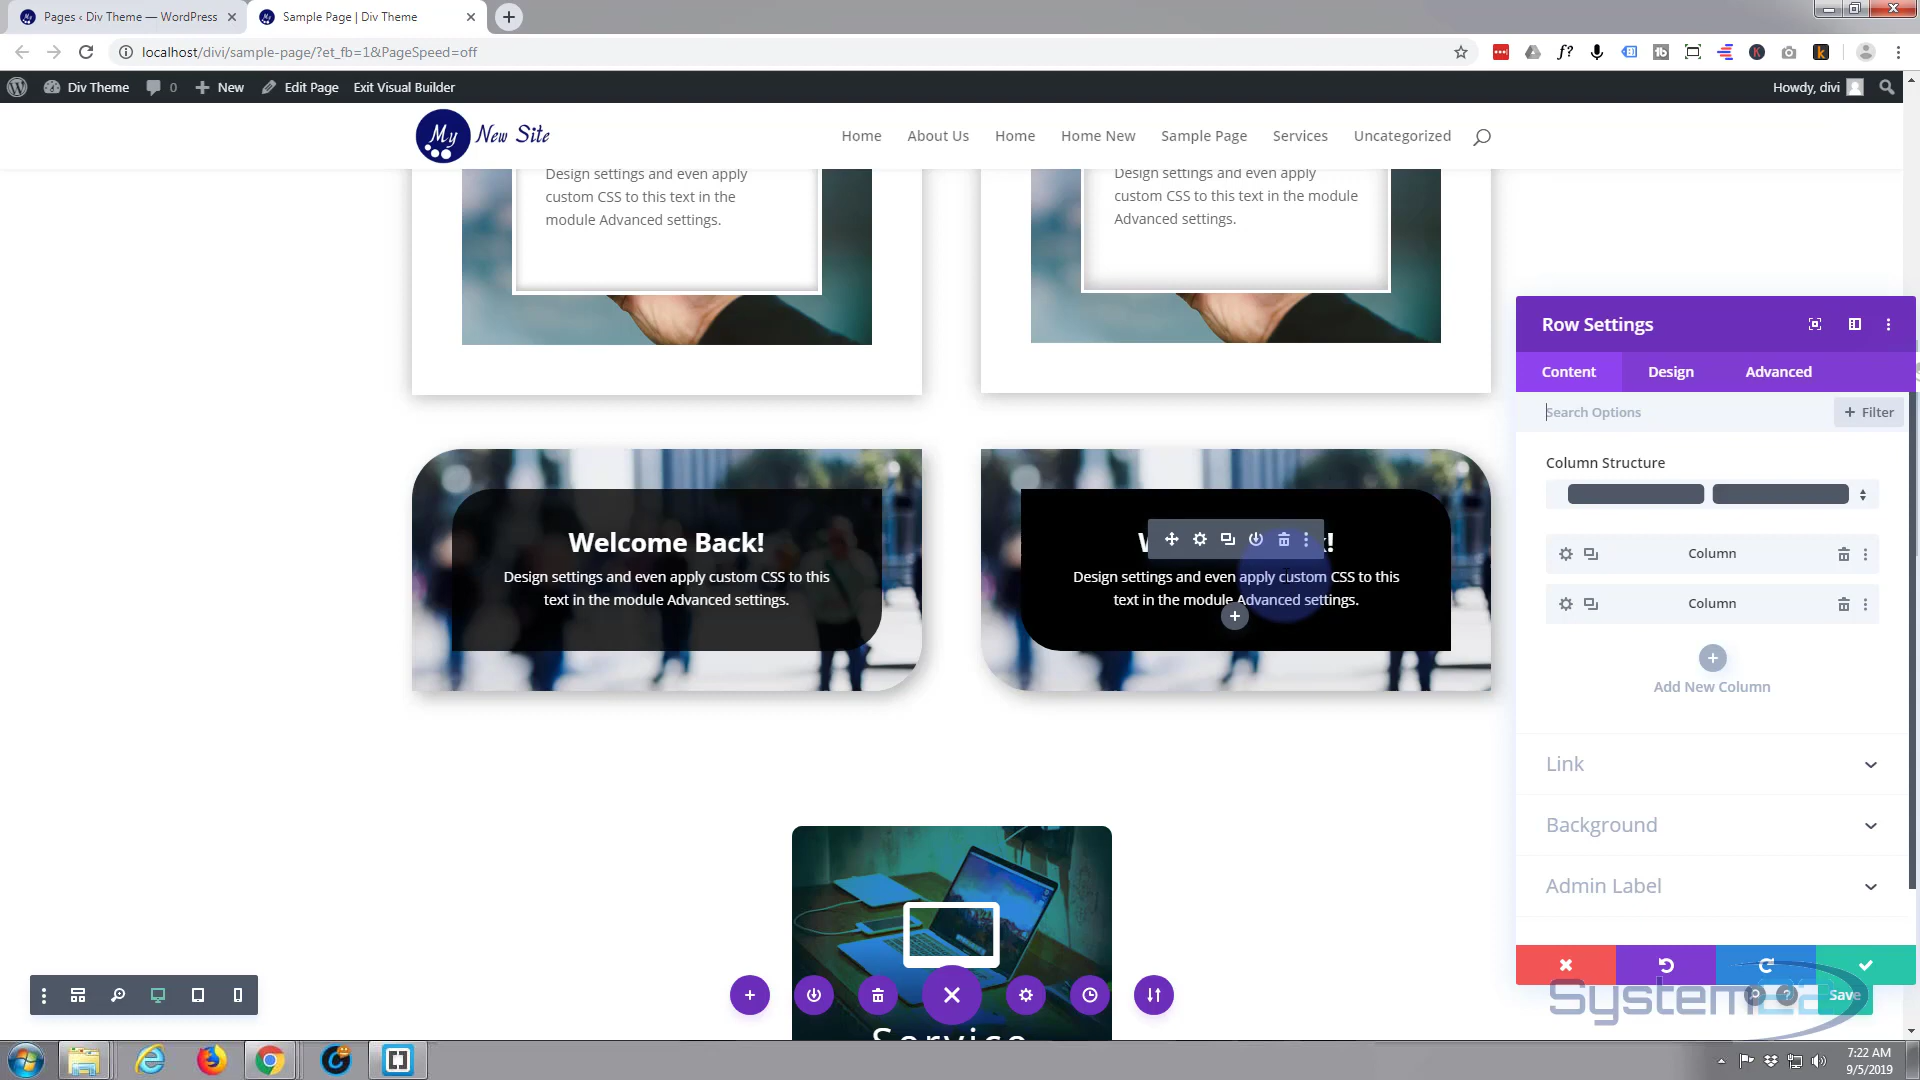 Pages ‹ Div Theme — WordPress
Sample Page | Div Theme
localhost/divi/sample-page/?et_fb=1&PageSpeed=off
Div Theme
0
New
Edit Page
Exit Visual Builder
Howdy, divi
My New Site
Home
About Us
Home
Home New
Sample Page
Services
Uncategorized
Design settings and even apply
custom CSS to this text in the
module Advanced settings.
Design settings and even apply
custom CSS to this text in the
module Advanced settings.
Row Settings
Content
Design
Advanced
Search Options
+ Filter
Column Structure
Column
Column
Add New Column
Link
Background
Admin Label
Welcome Back!
Design settings and even apply custom CSS to this
text in the module Advanced settings.
Design settings and even apply custom CSS to this
text in the module Advanced settings.
Service
Save
7:22 AM
9/5/2019